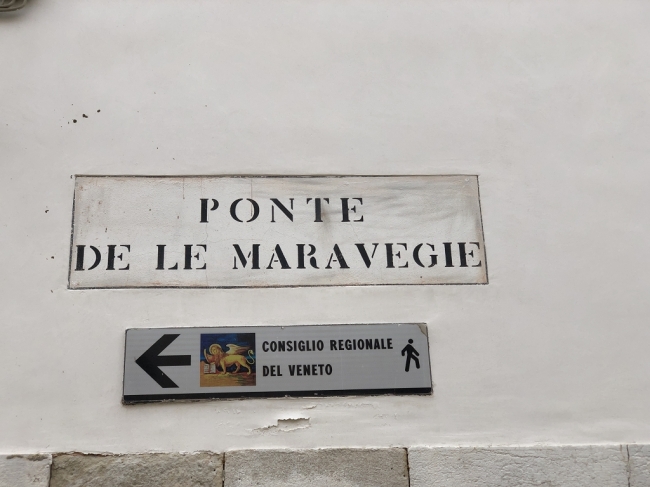 PONTE
DE LE MARAVEGIE
CONSIGLIO REGIONALE
DEL VENETO